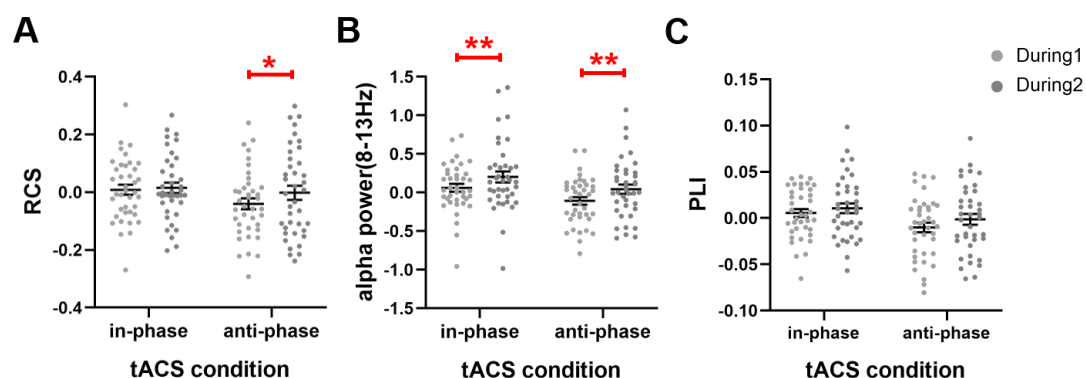 A
B
C
During1
During2
RCS
0.4
0.2
0.0
-0.2
-0.4
*
in-phase
anti-phase
tACS condition
alpha power(8-13Hz)
1.5
1.0
0.5
0.0
-0.5
-1.0
-1.5
**
**
in-phase
anti-phase
tACS condition
PLI
0.15
0.10
0.05
0.00
-0.05
-0.10
in-phase
anti-phase
tACS condition